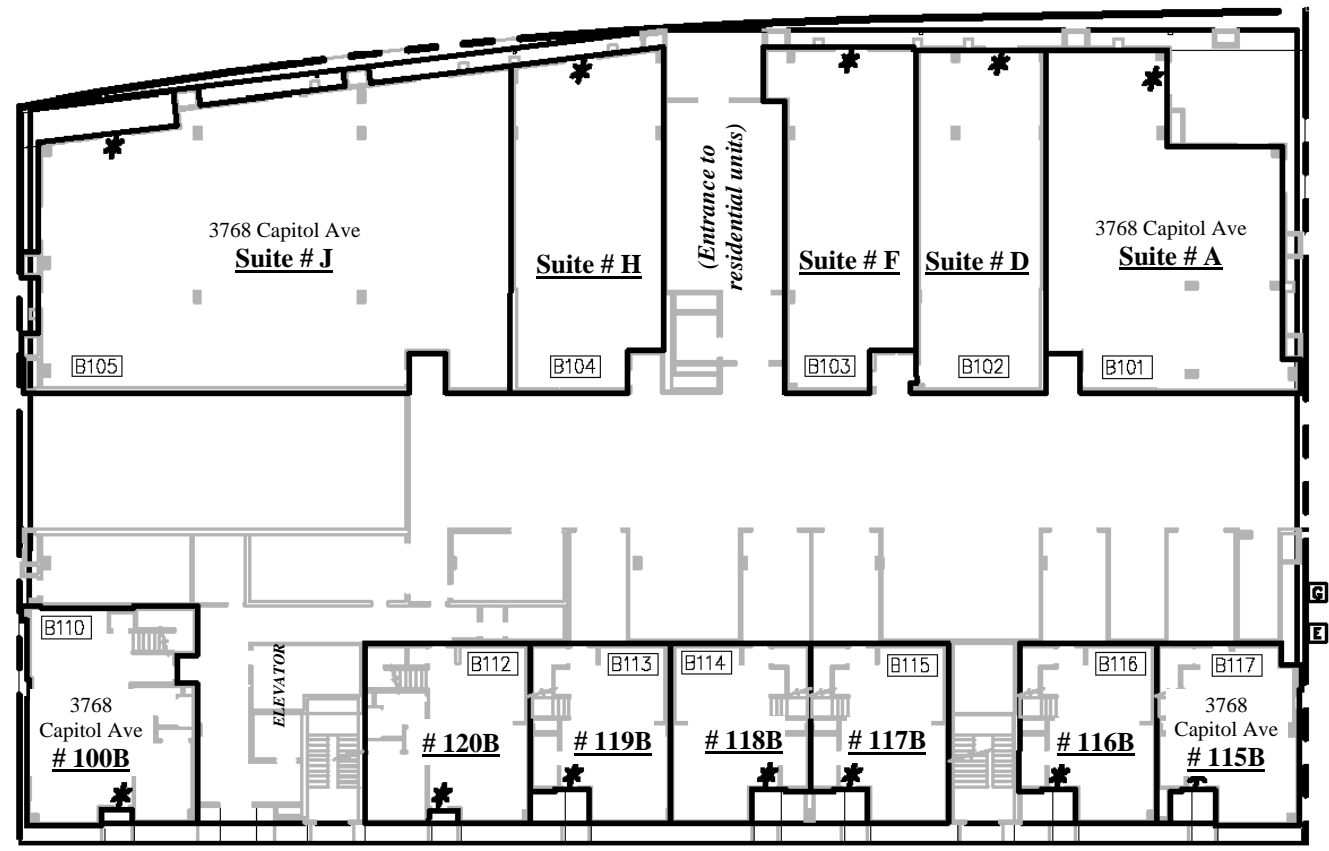 3768 Capitol Ave
Suite # J
B105
Suite # H
B104
(Entrance to
residential units)
Suite # F
B103
Suite # D
B102
3768 Capitol Ave
Suite # A
B101
G
E
B110
3768
Capitol Ave
# 100B
ELEVATOR
B112
# 120B
B113
# 119B
B114
# 118B
B115
# 117B
B116
# 116B
B117
3768
Capitol Ave
# 115B